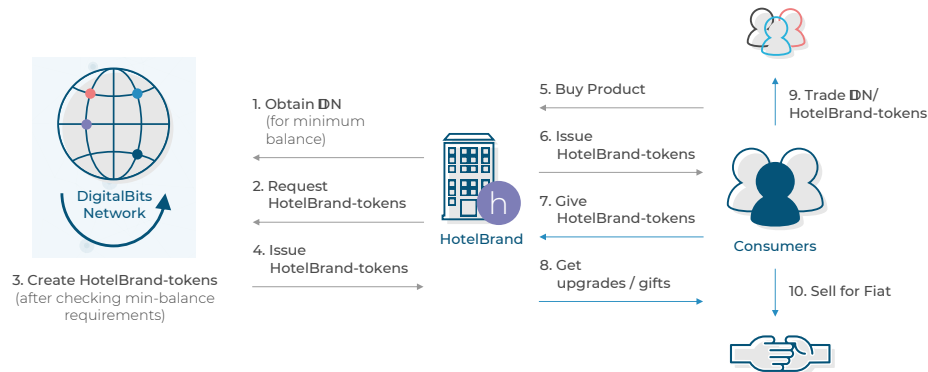 1. Obtain DN
(for minimum
balance)
2. Request
HotelBrand-tokens
4. Issue
HotelBrand-tokens
DigitalBits
Network
3. Create HotelBrand-tokens
(after checking min-balance
requirements)
h
HotelBrand
5. Buy Product
6. Issue
HotelBrand-tokens
7. Give
HotelBrand-tokens
8. Get
upgrades / gifts
9. Trade DN/
HotelBrand-tokens
Consumers
10. Sell for Fiat